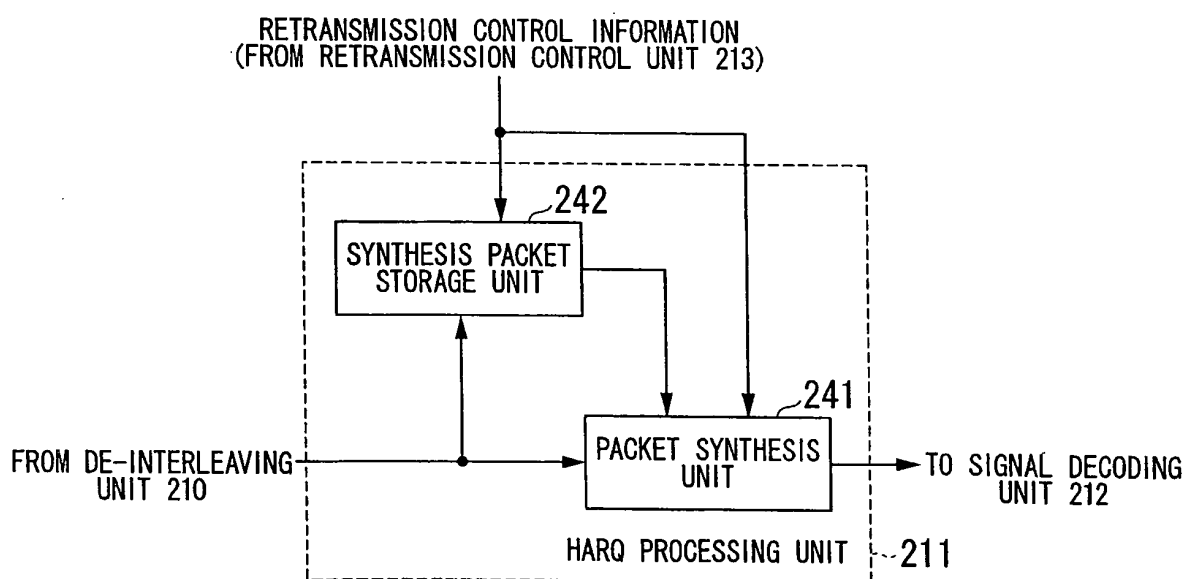 RETRANSMISSION CONTROL INFORMATION
(FROM RETRANSMISSION CONTROL UNIT 213)
242
SYNTHESIS PACKET
STORAGE UNIT
241
PACKET SYNTHESIS
UNIT
FROM DE-INTERLEAVING
UNIT 210
TO SIGNAL DECODING
UNIT 212
HARQ PROCESSING UNIT
211